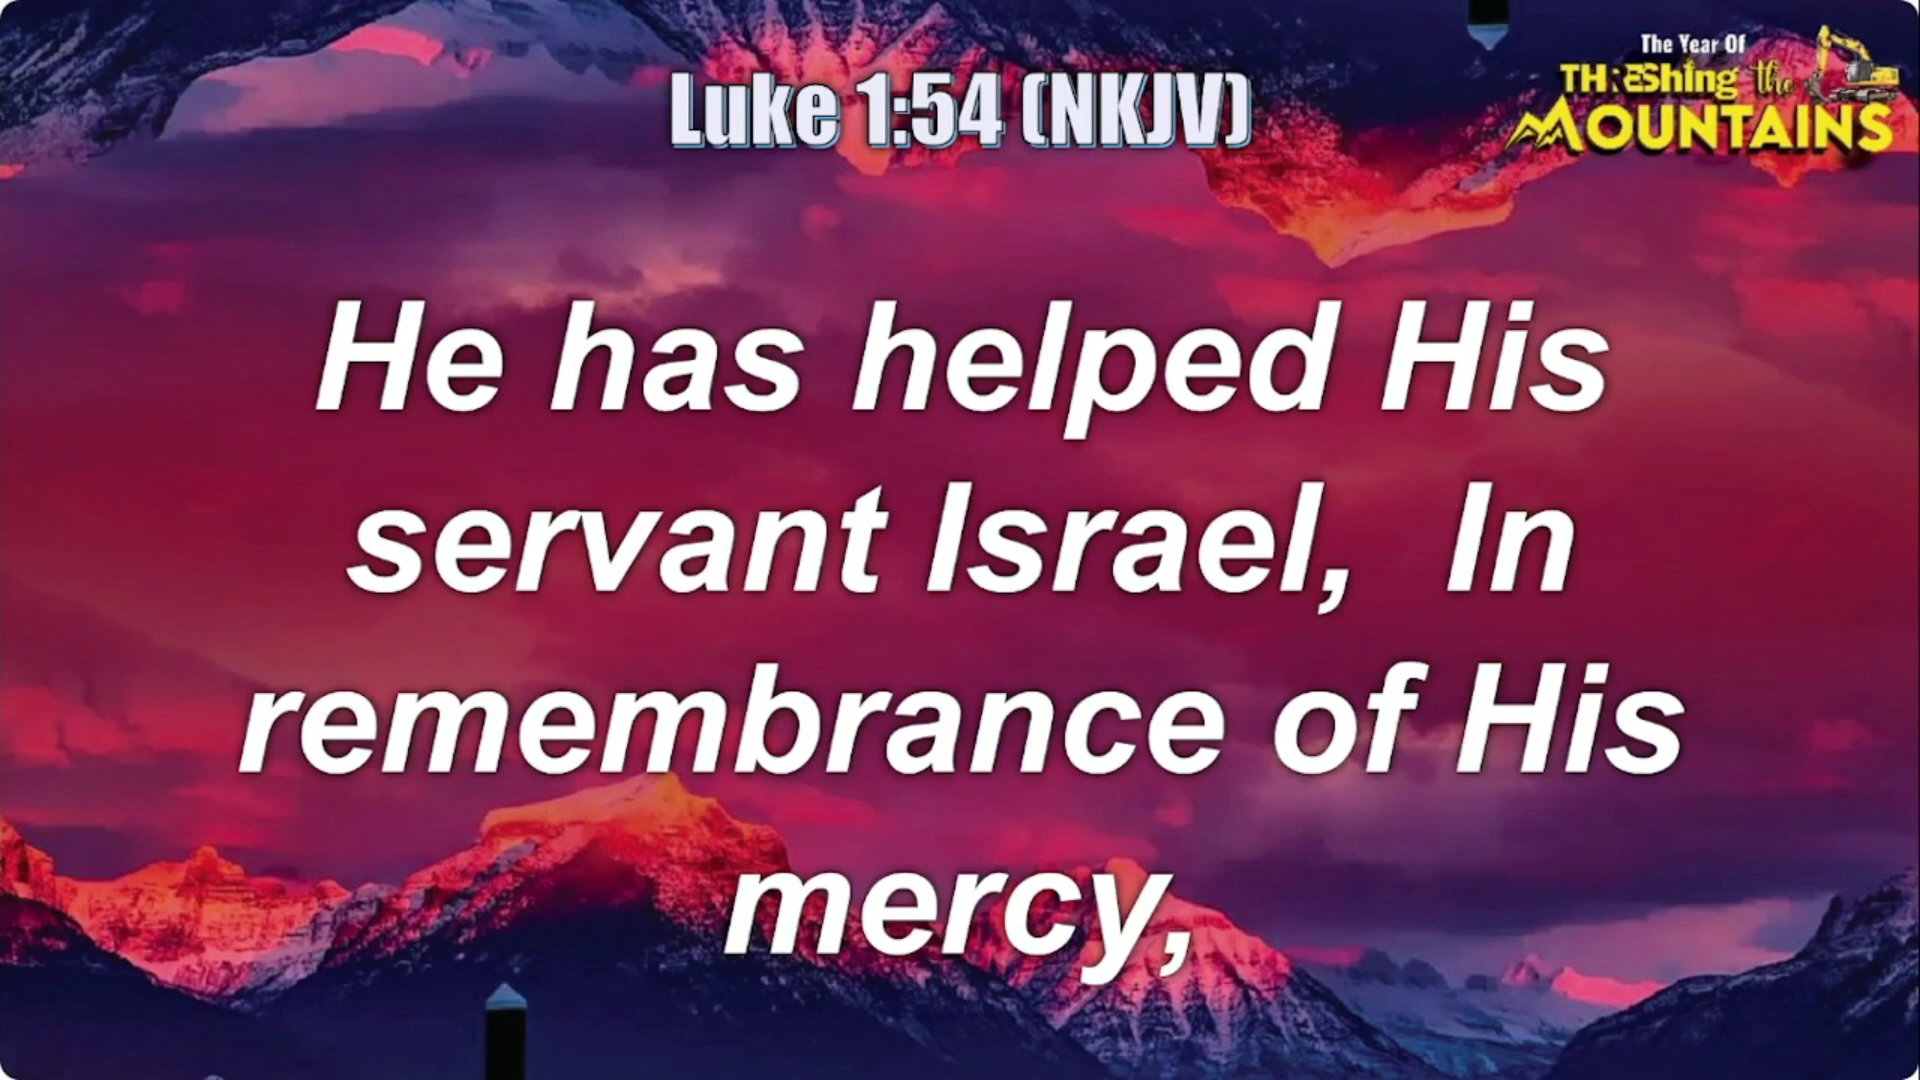 Luke 1:54 (NKJV)
The Year Of
THREShing the
MOUNTAINS
He has helped His
servant Israel,  In
remembrance of His
mercy,